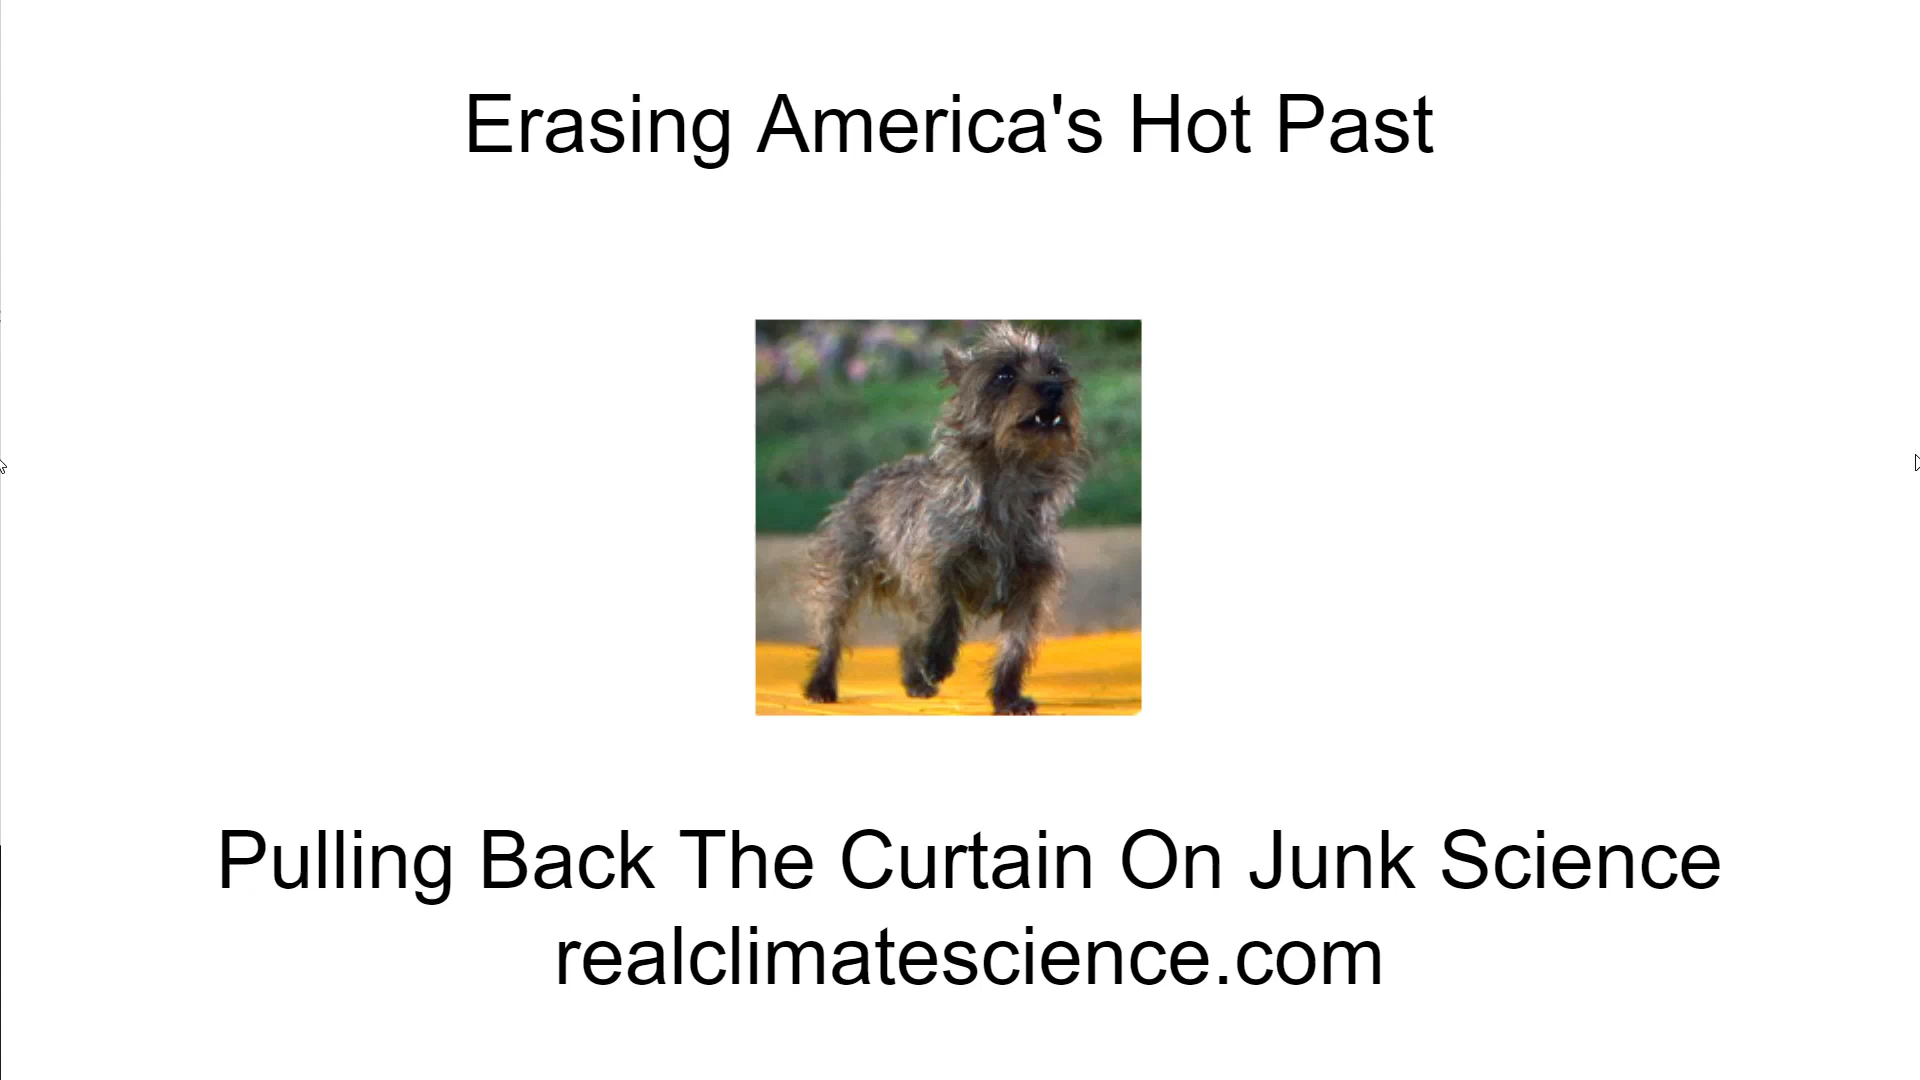 Erasing America's Hot Past
Pulling Back The Curtain On Junk Science
realclimatescience.com